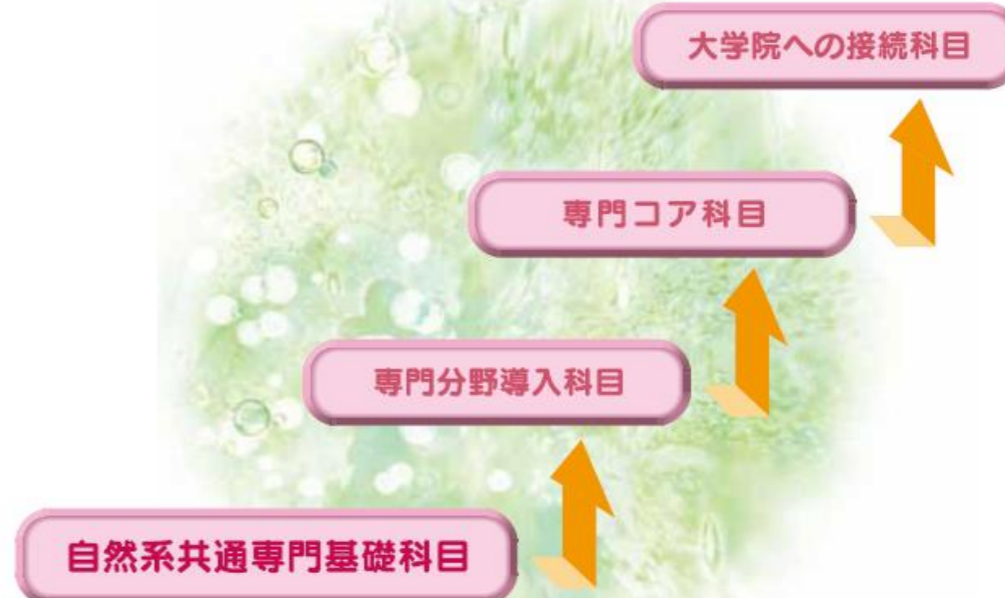 大学院への接続科目
専門コア科目
専門分野導入科目
自然系共通専門基礎科目